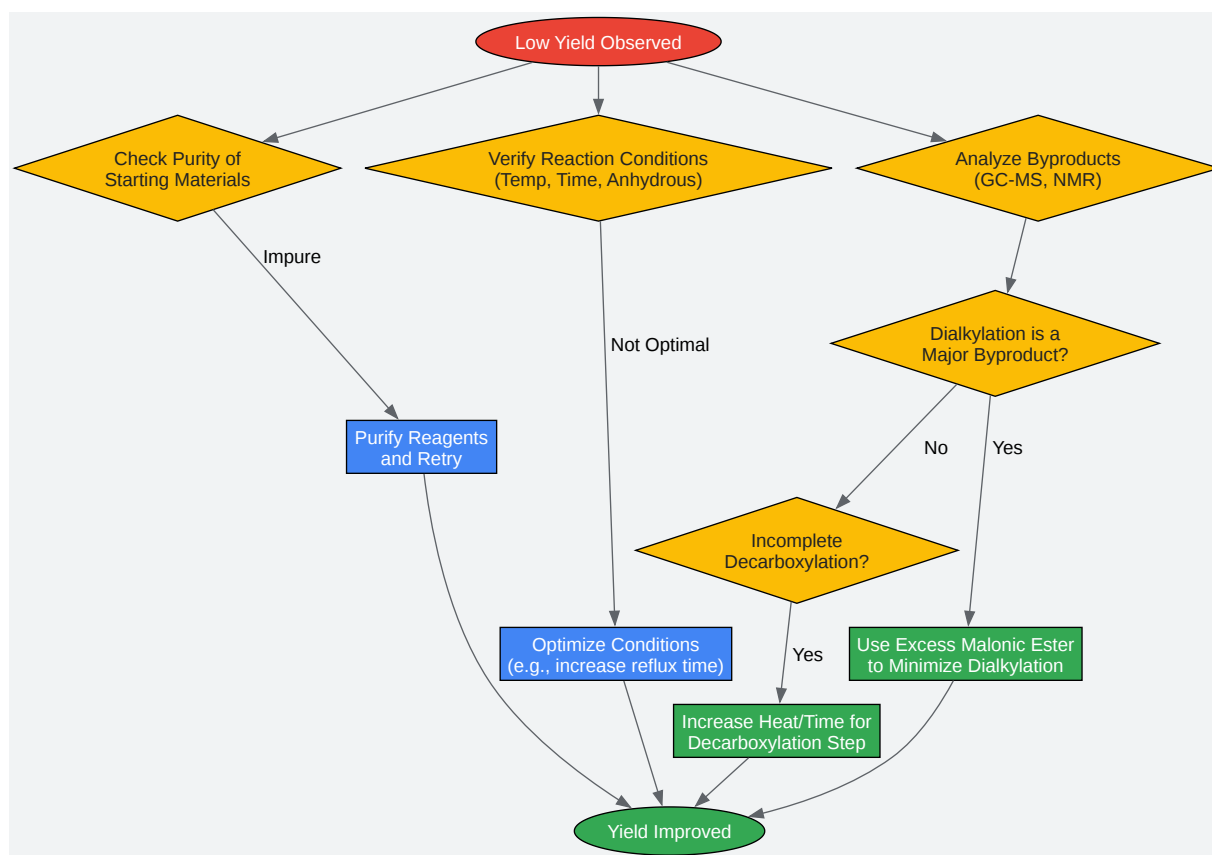 Low Yield Observed
Check Purity of
Starting Materials
Verify Reaction Conditions
(Temp, Time, Anhydrous)
Analyze Byproducts
(GC-MS, NMR)
Impure
Not Optimal
Dialkylation is a
Major Byproduct?
Purify Reagents
and Retry
No
Yes
Incomplete
Decarboxylation?
Optimize Conditions
(e.g., increase reflux time)
Yes
Use Excess Malonic Ester
to Minimize Dialkylation
Increase Heat/Time for
Decarboxylation Step
Yield Improved